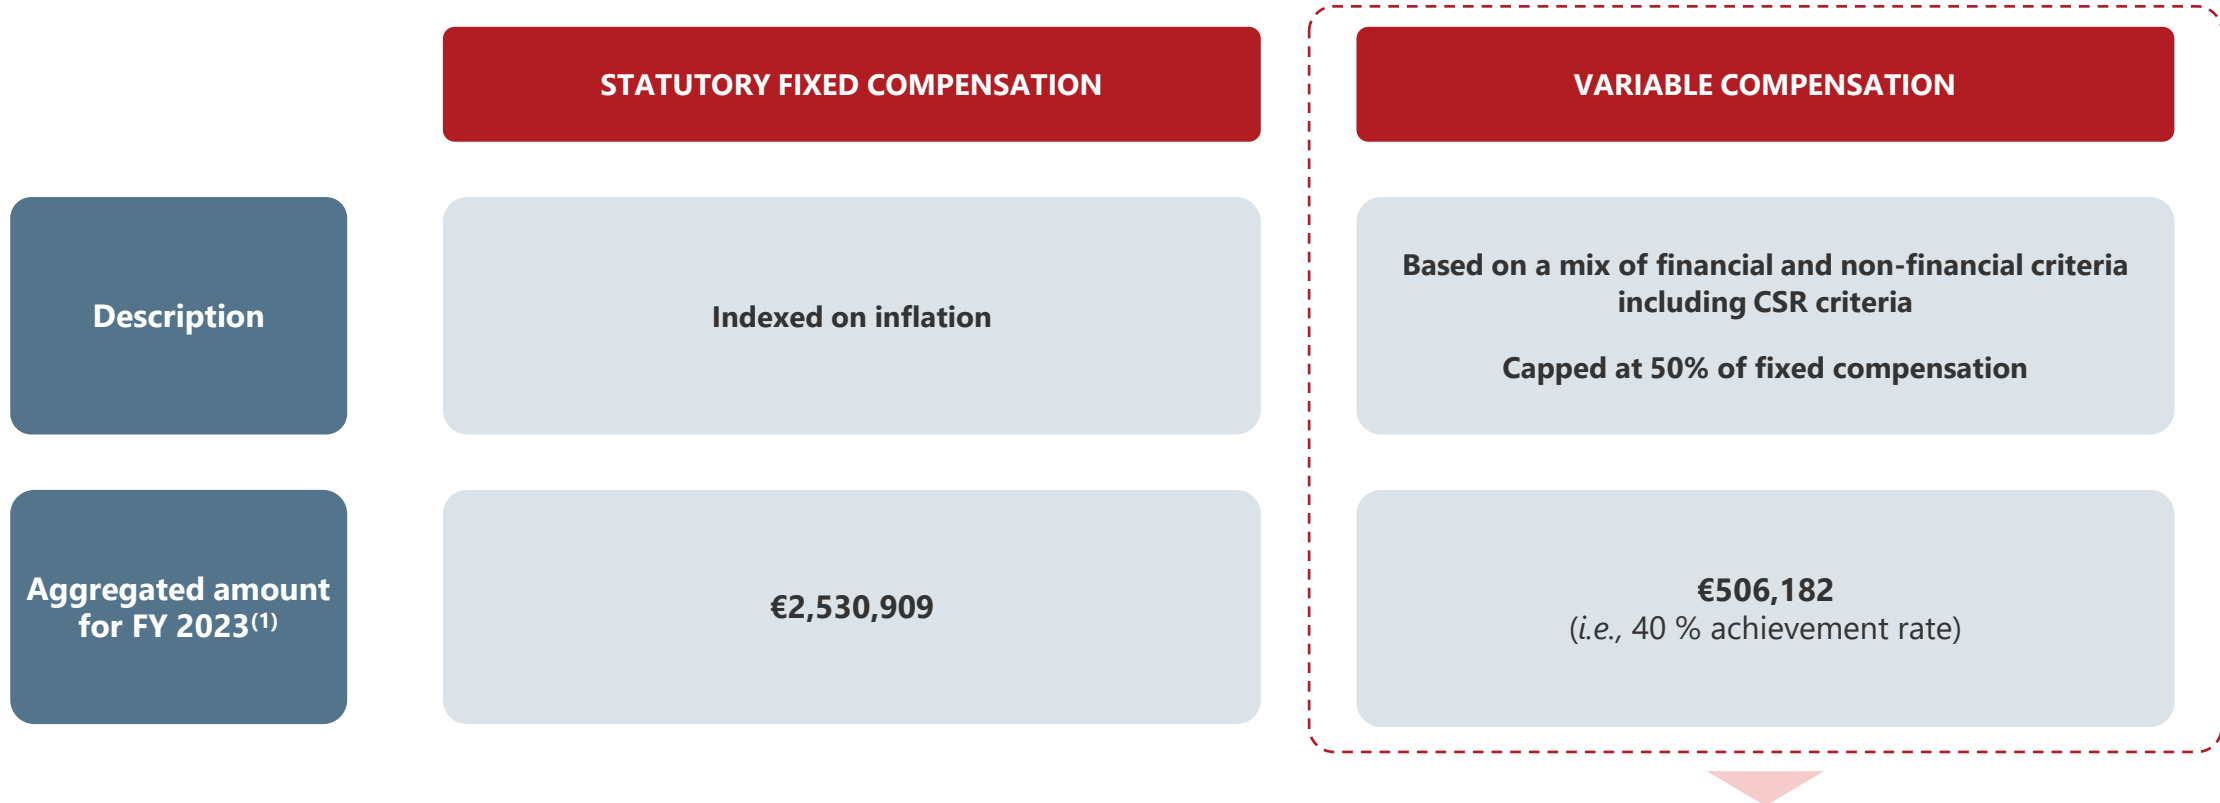 STATUTORY FIXED COMPENSATION
VARIABLE COMPENSATION
Description
Indexed on inflation
Based on a mix of financial and non-financial criteria
including CSR criteria
Capped at 50% of fixed compensation
Aggregated amount
for FY 2023(1)
€2,530,909
€506,182
(i.e., 40 % achievement rate)